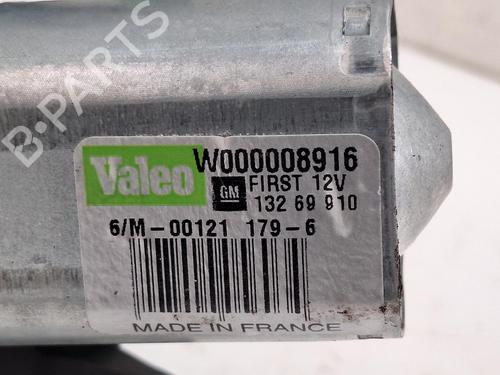 B-PARTS
Valeo
W000008916
GM
FIRST 12V
132 69 910
6/M-00121 179-6
MADE IN FRANCE